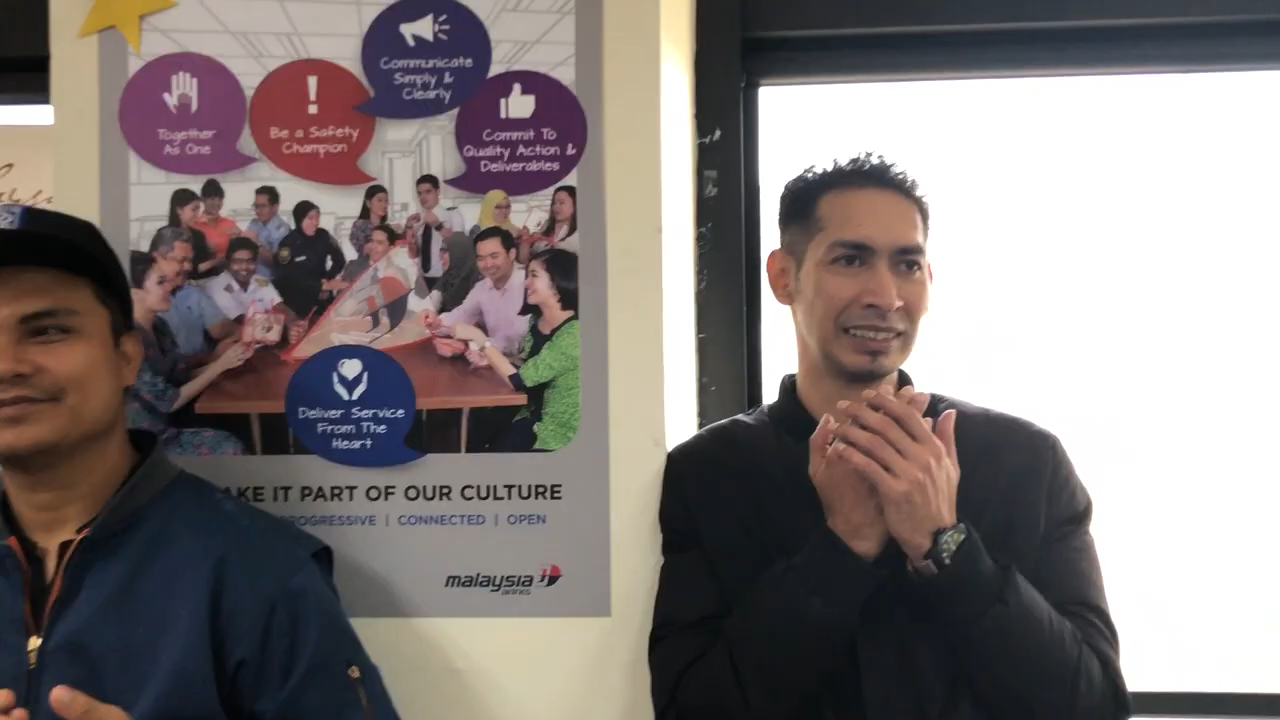 Together
As One
!
Be a Safety
Champion
Communicate
Simply &
Clearly
Commit To
Quality Action &
Deliverables
Deliver Service
From The
Heart
AKE IT PART OF OUR CULTURE
PROGRESSIVE | CONNECTED | OPEN
malaysia
airlines